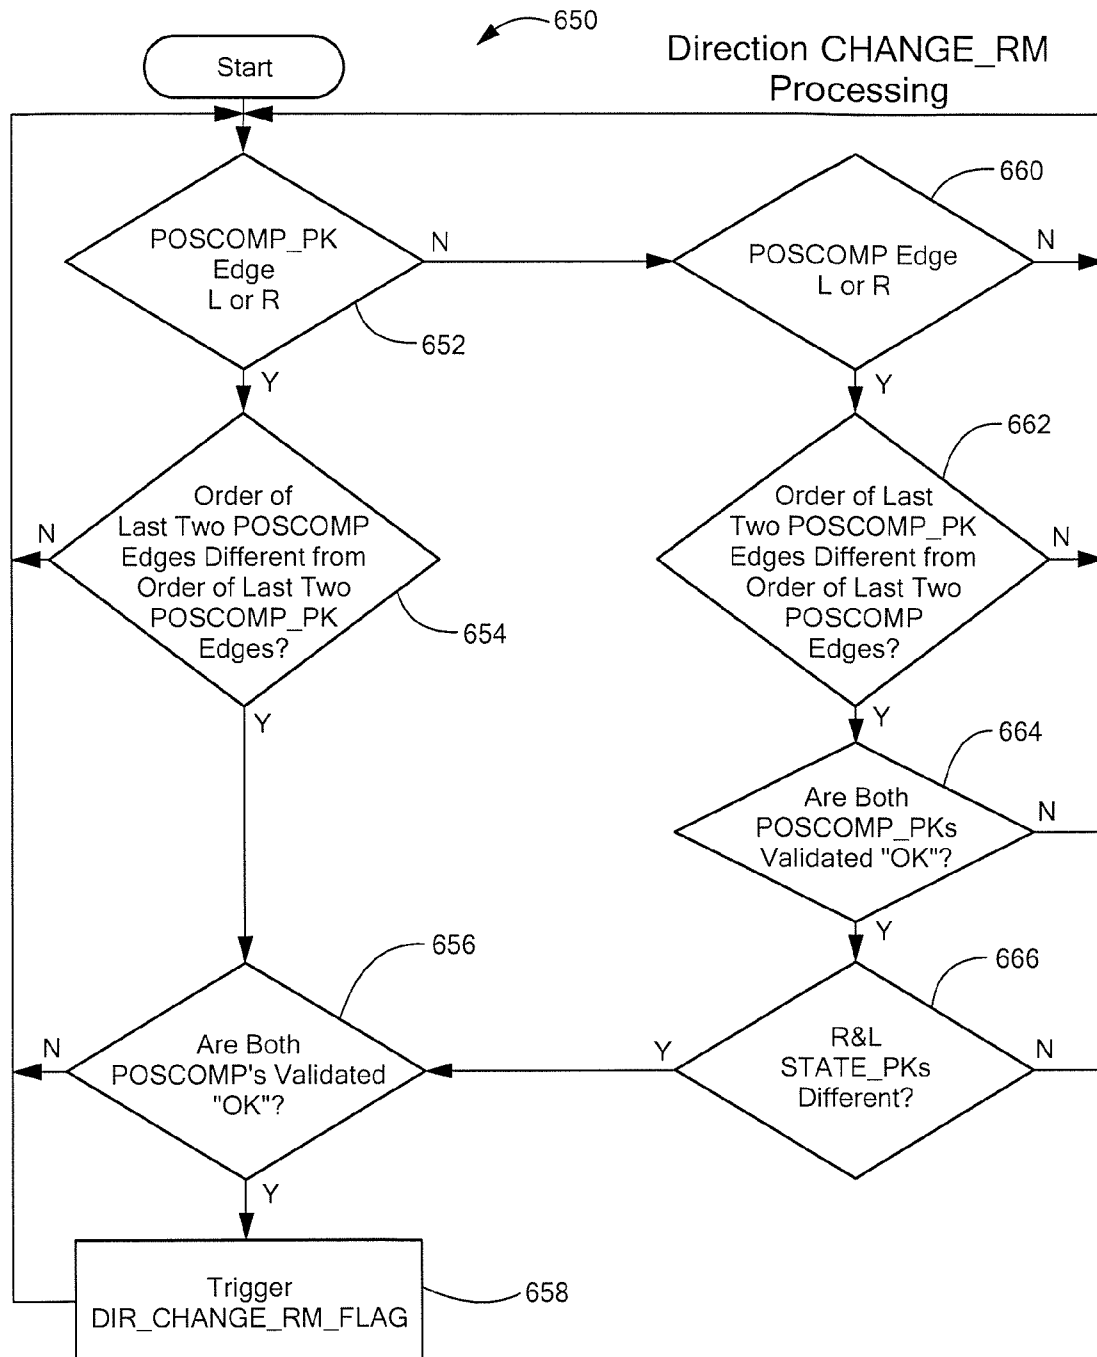 650
Direction CHANGE_RM
Processing
Start
POSCOMP_PK
Edge
L or R
652
N
Y
660
POSCOMP Edge
L or R
N
Y
Order of
Last Two POSCOMP
Edges Different from
Order of Last Two
POSCOMP_PK
Edges?
654
N
Y
662
Order of Last
Two POSCOMP_PK
Edges Different from
Order of Last Two
POSCOMP
Edges?
N
Y
664
Are Both
POSCOMP_PKs
Validated "OK"?
N
Y
656
Are Both
POSCOMP's Validated
"OK"?
N
Y
666
R&L
STATE_PKs
Different?
Y
N
Trigger
DIR_CHANGE_RM_FLAG
658